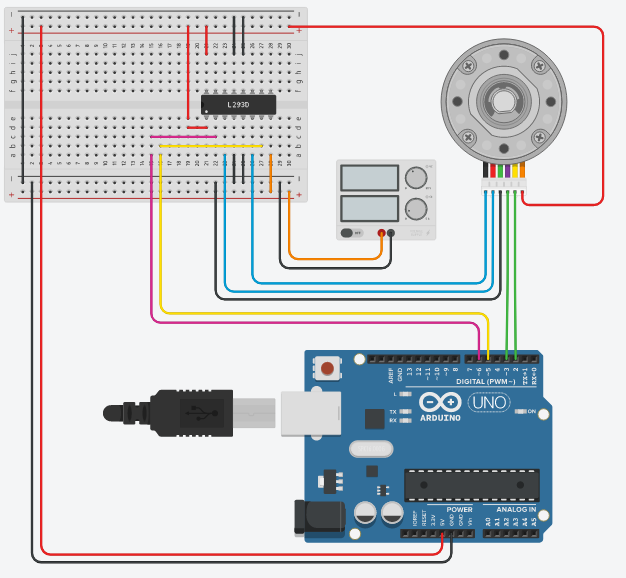 L293D
AREF
GND
13
12
~11
~10
~9
8
7
~6
~5
4
~3
2
TX→1
RX←0
DIGITAL (PWM~)
L
TX
RX
ARDUINO
UNO
ON
POWER
ANALOG IN
IOREF
RESET
3.3V
5V
GND
GND
Vin
A0
A1
A2
A3
A4
A5